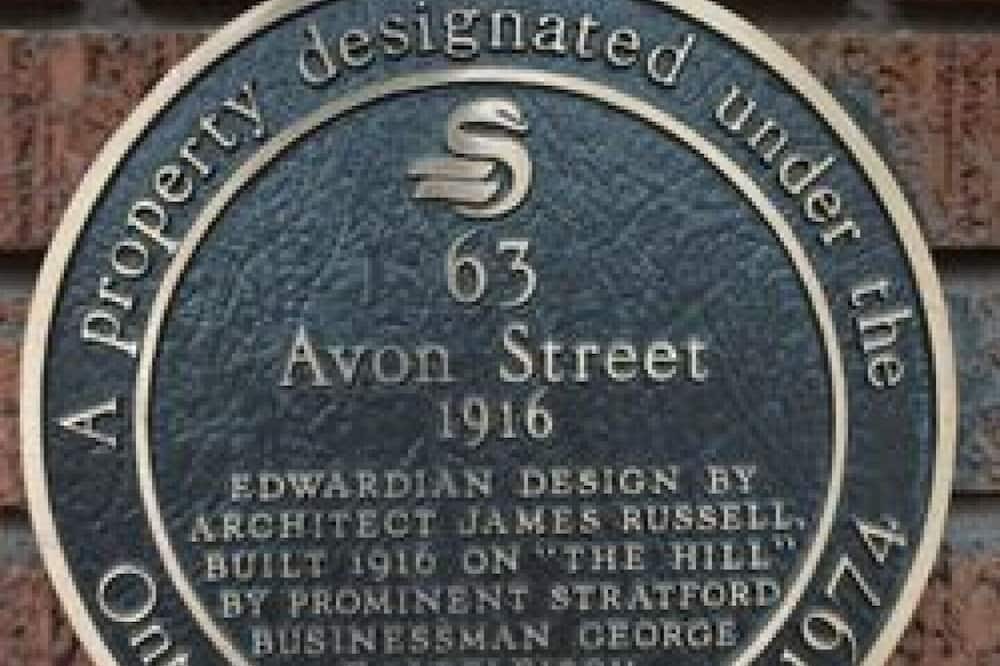 A property designated under the
63
Avon Street
1916
EDWARDIAN DESIGN BY
ARCHITECT JAMES RUSSELL.
BUILT 1916 ON "THE HILL"
BY PROMINENT STRATFORD
BUSINESSMAN GEORGE
1974